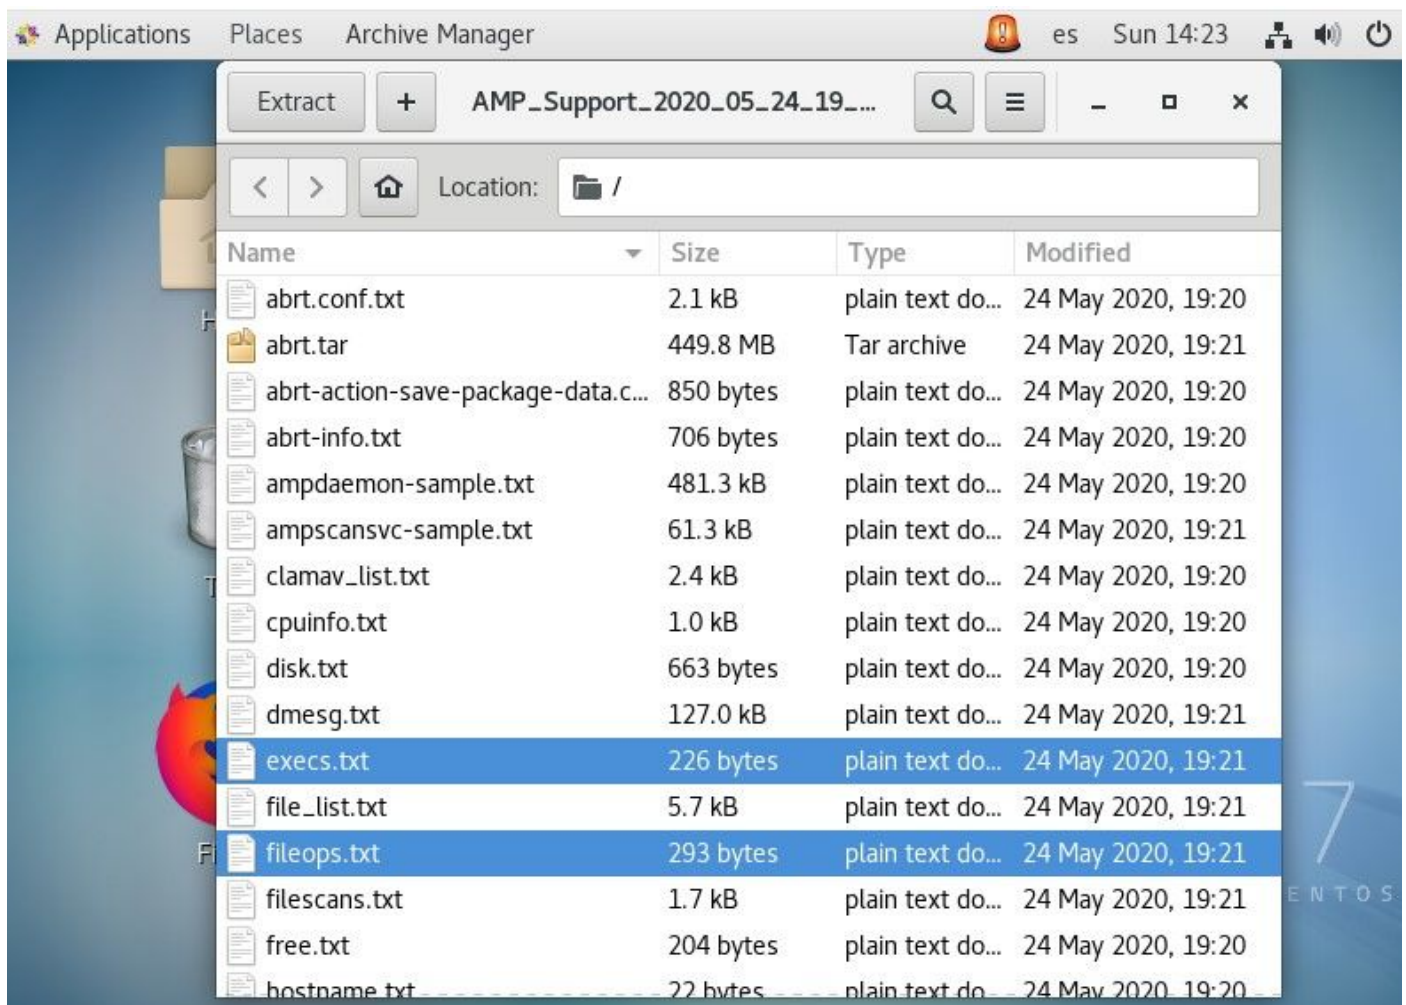 Applications Places Archive Manager es Sun 14:23
Extract + AMP_Support_2020_05_24_19_...
Location: /
Name Size Type Modified
abrt.conf.txt 2.1 kB plain text do... 24 May 2020, 19:20
abrt.tar 449.8 MB Tar archive 24 May 2020, 19:21
abrt-action-save-package-data.c... 850 bytes plain text do... 24 May 2020, 19:20
abrt-info.txt 706 bytes plain text do... 24 May 2020, 19:20
ampdaemon-sample.txt 481.3 kB plain text do... 24 May 2020, 19:20
ampscansvc-sample.txt 61.3 kB plain text do... 24 May 2020, 19:21
clamav_list.txt 2.4 kB plain text do... 24 May 2020, 19:20
cpuinfo.txt 1.0 kB plain text do... 24 May 2020, 19:20
disk.txt 663 bytes plain text do... 24 May 2020, 19:20
dmesg.txt 127.0 kB plain text do... 24 May 2020, 19:21
execs.txt 226 bytes plain text do... 24 May 2020, 19:21
file_list.txt 5.7 kB plain text do... 24 May 2020, 19:21
fileops.txt 293 bytes plain text do... 24 May 2020, 19:21
filescans.txt 1.7 kB plain text do... 24 May 2020, 19:21
free.txt 204 bytes plain text do... 24 May 2020, 19:20
hostname.txt 22 bytes plain text do... 24 May 2020, 19:20
7
ENTOS